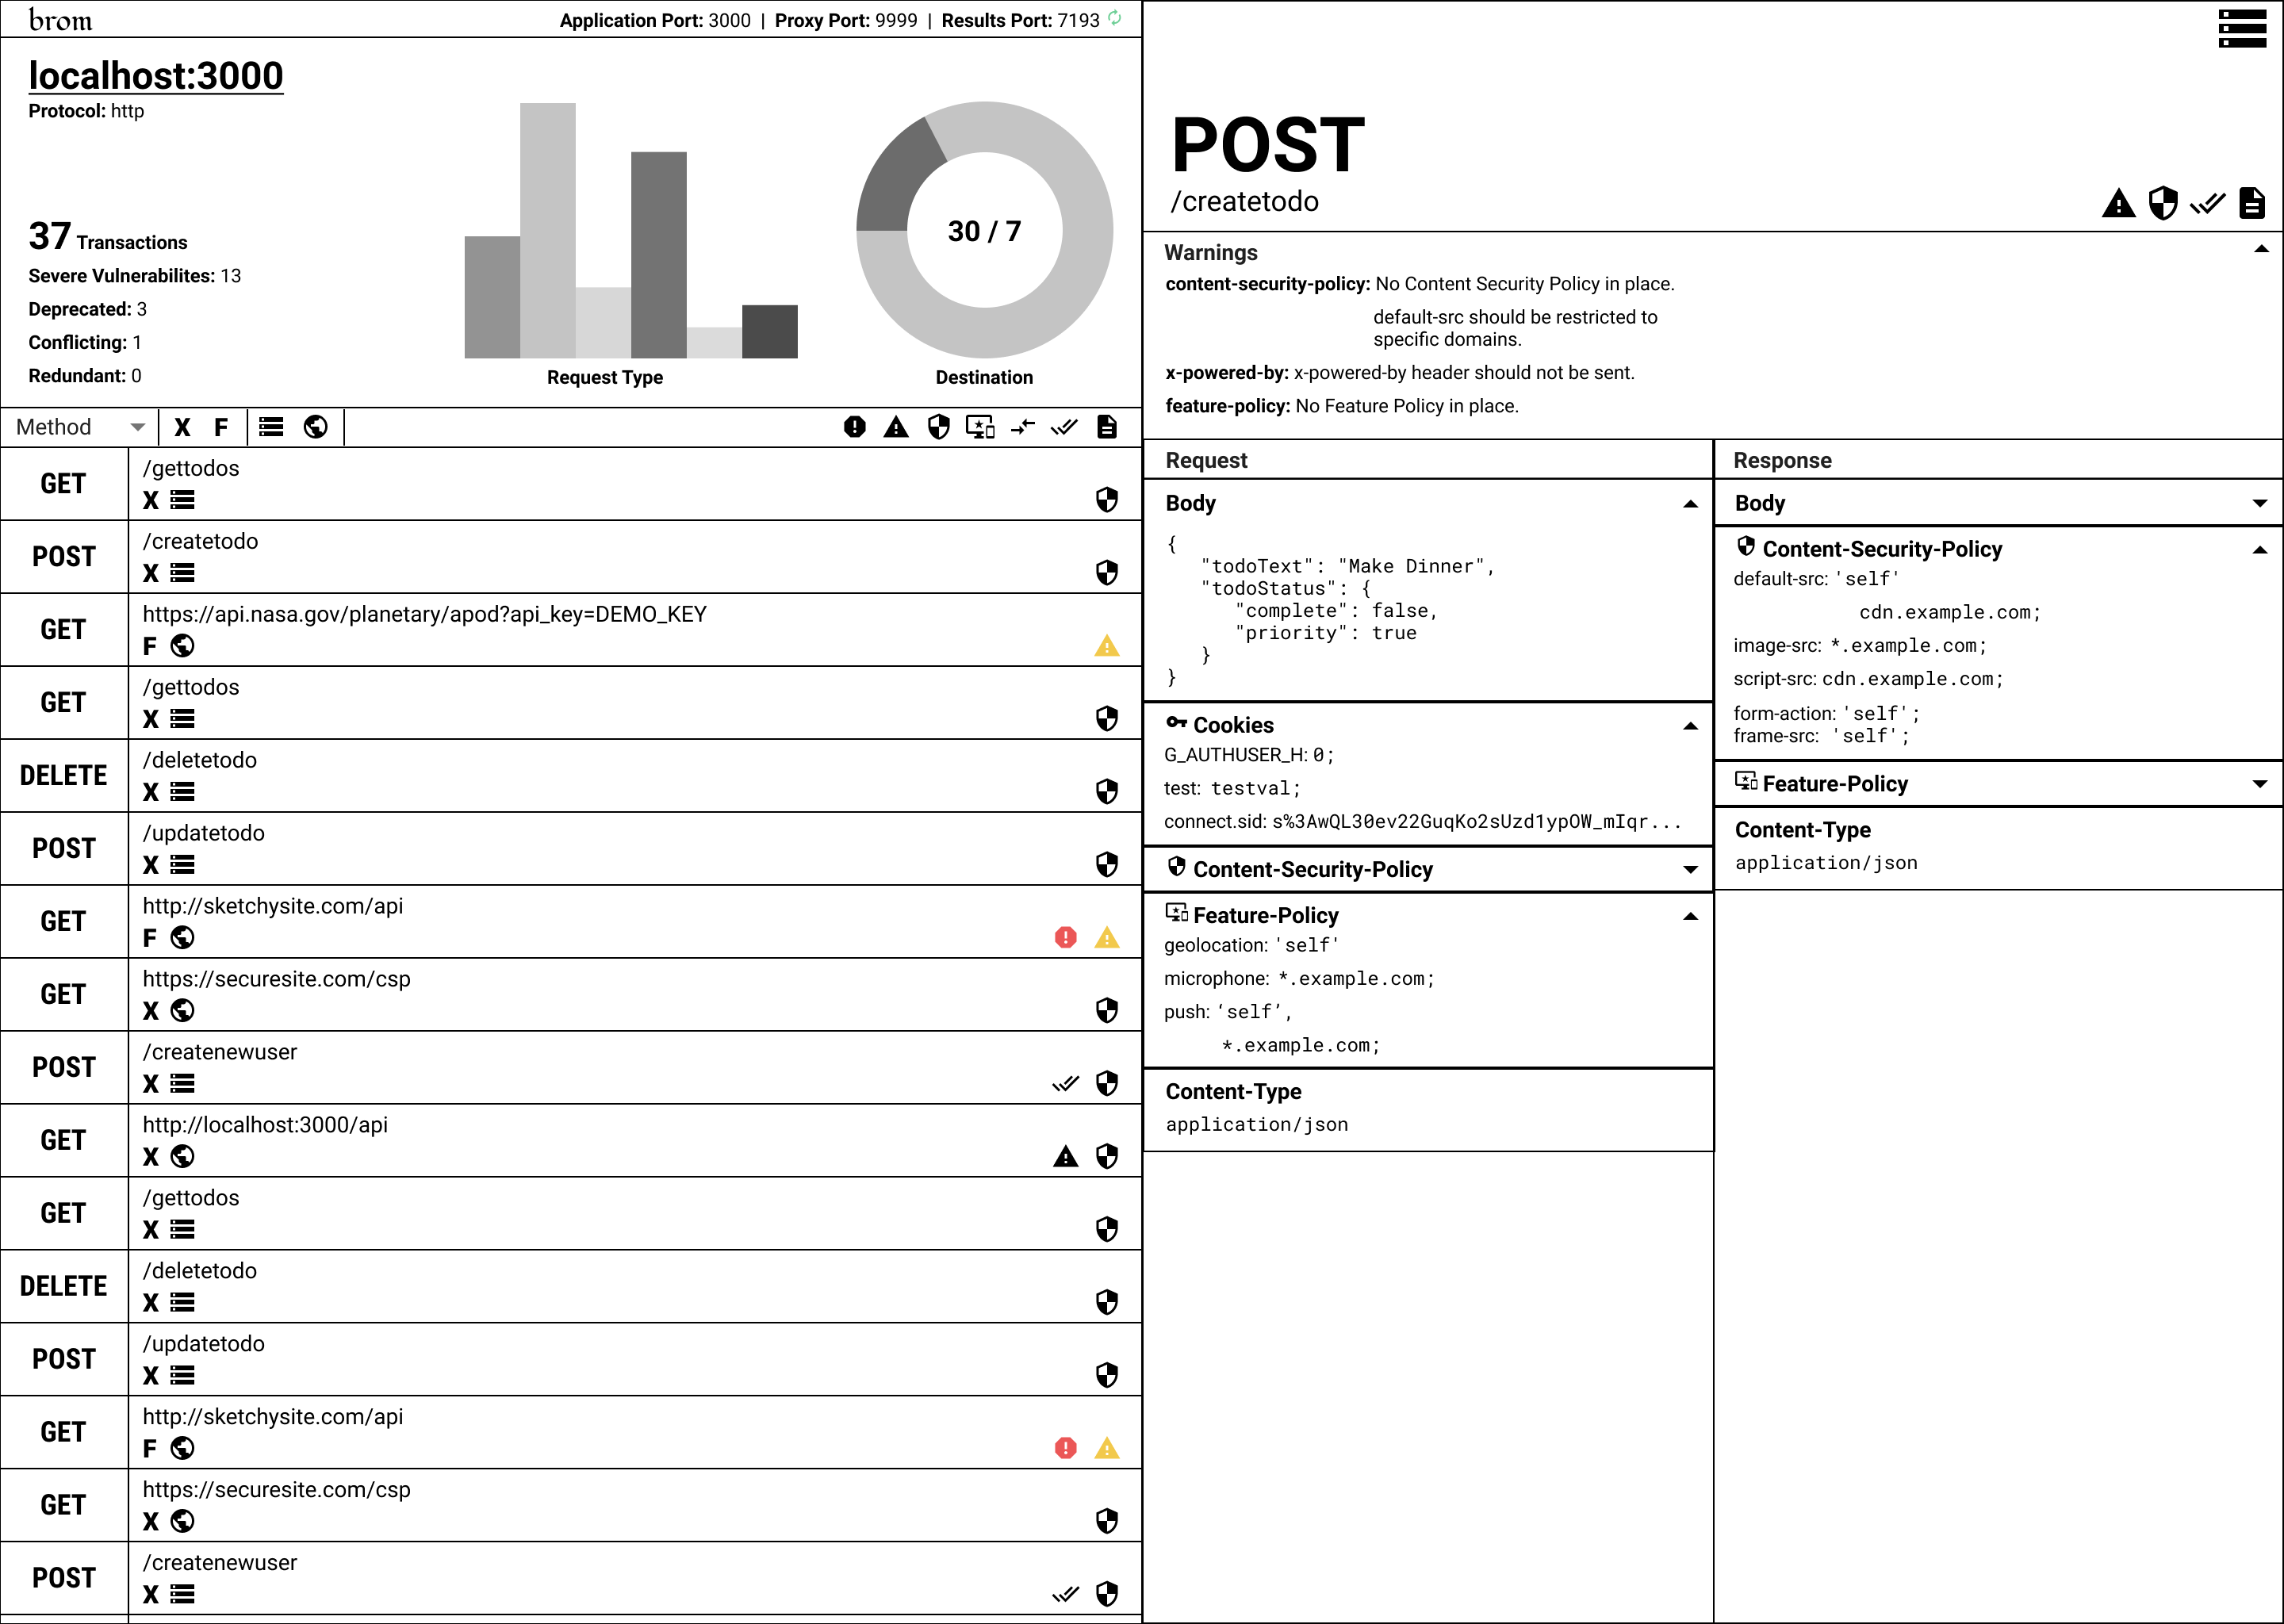 brom
Application Port: 3000 | Proxy Port: 9999 | Results Port: 7193
localhost:3000
Protocol: http
37 Transactions
Severe Vulnerabilites: 13
Deprecated: 3
Conflicting: 1
Redundant: 0
Request Type
30 / 7
Destination
Method X F
GET
/gettodos
X
POST
/createtodo
X
GET
https://api.nasa.gov/planetary/apod?api_key=DEMO_KEY
F
GET
/gettodos
X
DELETE
/deletetodo
X
POST
/updatetodo
X
GET
http://sketchysite.com/api
F
GET
https://securesite.com/csp
X
POST
/createnewuser
X
GET
http://localhost:3000/api
X
GET
/gettodos
X
DELETE
/deletetodo
X
POST
/updatetodo
X
GET
http://sketchysite.com/api
F
GET
https://securesite.com/csp
X
POST
/createnewuser
X
POST
/createtodo
Warnings
content-security-policy: No Content Security Policy in place.
default-src should be restricted to
specific domains.
x-powered-by: x-powered-by header should not be sent.
feature-policy: No Feature Policy in place.
Request
Body
{
"todoText": "Make Dinner",
"todoStatus": {
"complete": false,
"priority": true
}
}
Cookies
G_AUTHUSER_H: 0;
test: testval;
connect.sid: s%3AwQL30ev22GuqKo2sUzd1ypOW_mIqr...
Content-Security-Policy
Feature-Policy
geolocation: 'self'
microphone: *.example.com;
push: ‘self’,
*.example.com;
Content-Type
application/json
Response
Body
Content-Security-Policy
default-src: 'self'
cdn.example.com;
image-src: *.example.com;
script-src: cdn.example.com;
form-action: 'self';
frame-src: 'self';
Feature-Policy
Content-Type
application/json